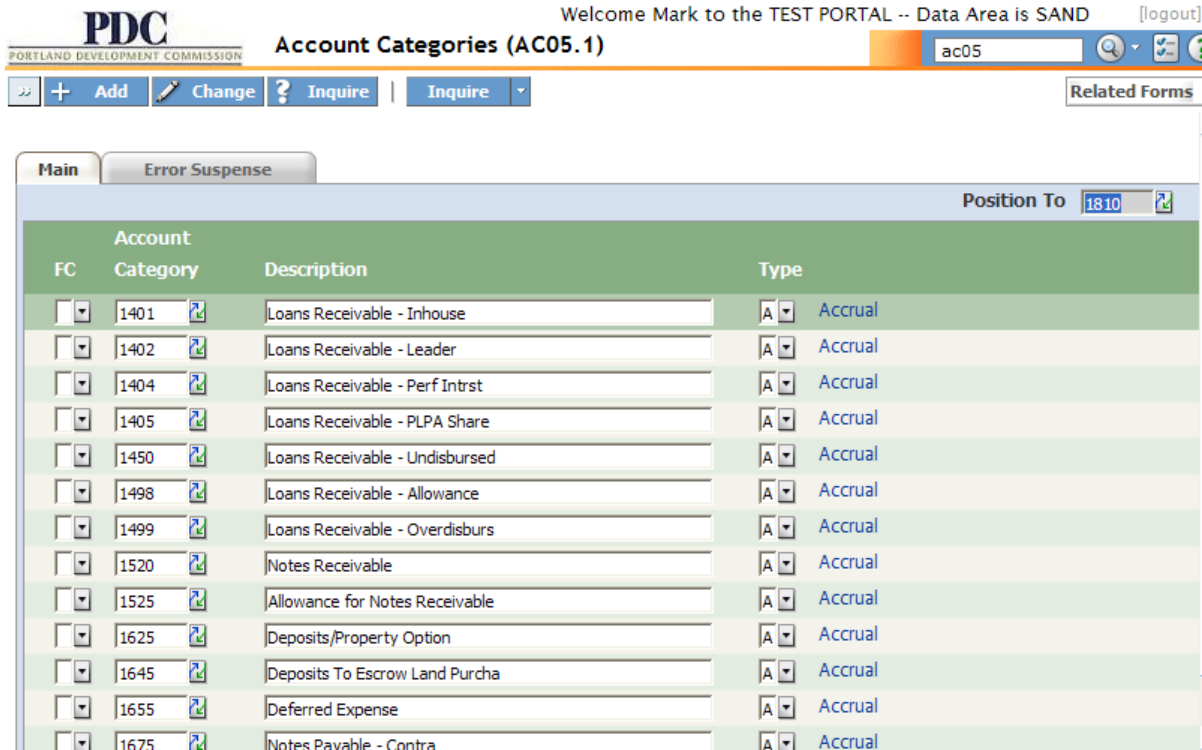 Welcome Mark to the TEST PORTAL -- Data Area is SAND [logout]
PDC
PORTLAND DEVELOPMENT COMMISSION
Account Categories (AC05.1)
ac05
Add Change Inquire | Inquire
Related Forms
Main Error Suspense
Position To 1810
Account
FC Category Description Type
1401 Loans Receivable - Inhouse A Accrual
1402 Loans Receivable - Leader A Accrual
1404 Loans Receivable - Perf Intrst A Accrual
1405 Loans Receivable - PLPA Share A Accrual
1450 Loans Receivable - Undisbursed A Accrual
1498 Loans Receivable - Allowance A Accrual
1499 Loans Receivable - Overdisburs A Accrual
1520 Notes Receivable A Accrual
1525 Allowance for Notes Receivable A Accrual
1625 Deposits/Property Option A Accrual
1645 Deposits To Escrow Land Purcha A Accrual
1655 Deferred Expense A Accrual
1675 Notes Payable - Contra A Accrual